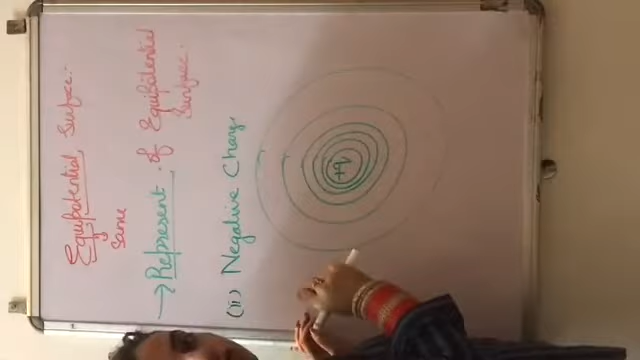 Equipotential Surface:-
Same
→ Represent of Equipotential
Surface:
(ii) Negative Charge
+q